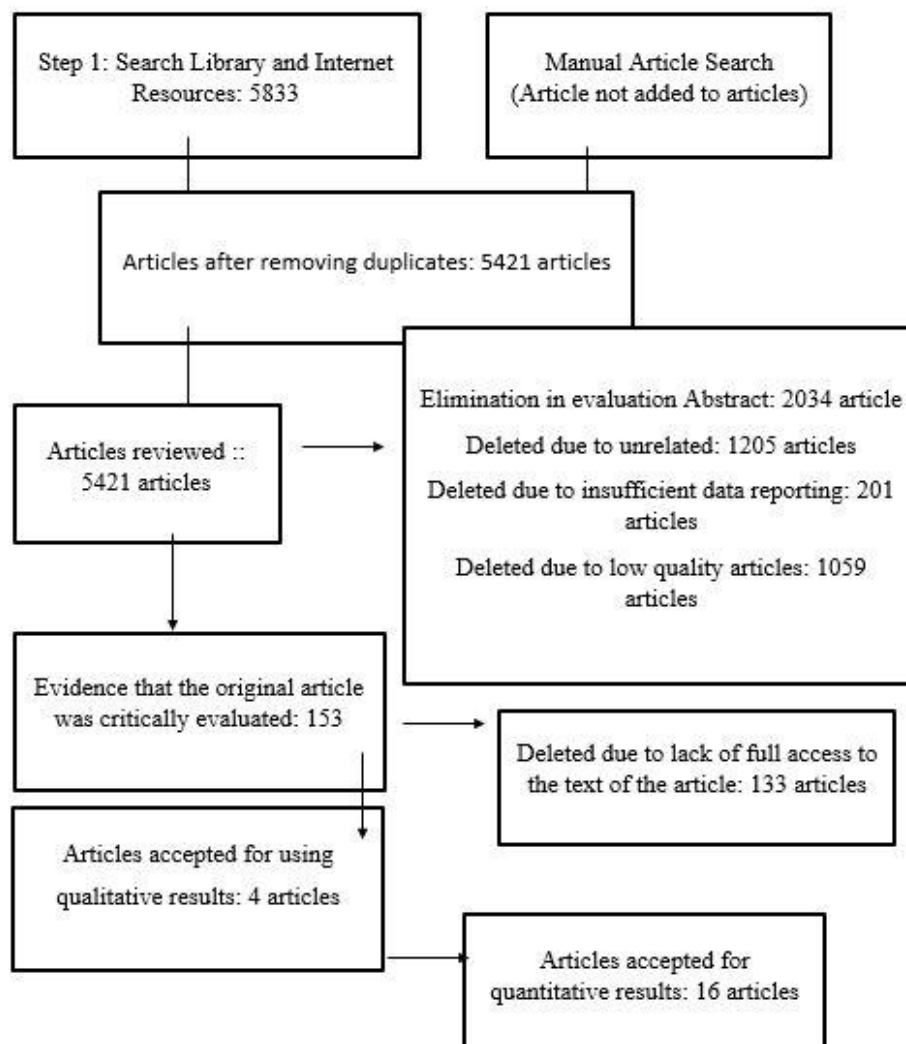 Step 1: Search Library and Internet
Resources: 5833
Manual Article Search
(Article not added to articles)
Articles after removing duplicates: 5421 articles
Elimination in evaluation Abstract: 2034 article
Deleted due to unrelated: 1205 articles
Deleted due to insufficient data reporting: 201
articles
Deleted due to low quality articles: 1059
articles
Articles reviewed ::
5421 articles
Evidence that the original article
was critically evaluated: 153
Deleted due to lack of full access to
the text of the article: 133 articles
Articles accepted for using
qualitative results: 4 articles
Articles accepted for
quantitative results: 16 articles